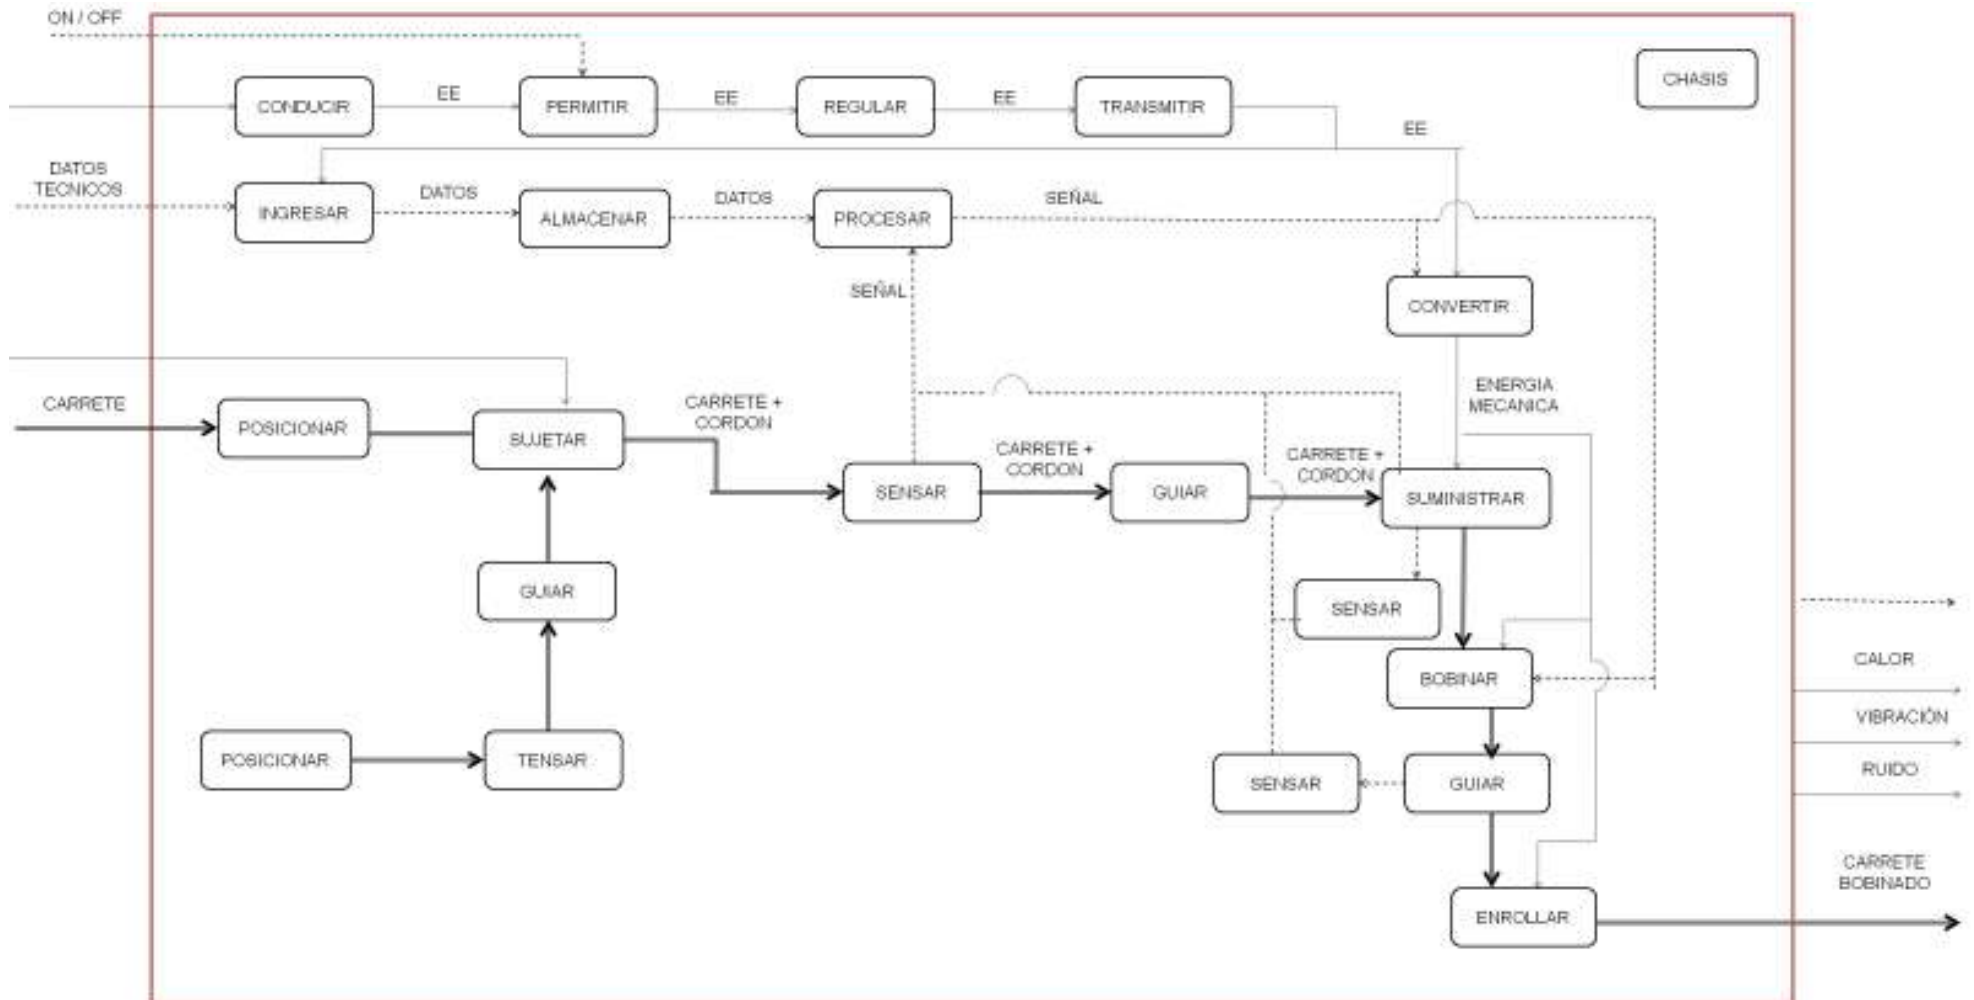 ON / OFF
CHASIS
CONDUCIR
EE
PERMITIR
EE
REGULAR
EE
TRANSMITIR
EE
DATOS
TECNICOS
INGRESAR
DATOS
ALMACENAR
DATOS
PROCESAR
SEÑAL
SEÑAL
CONVERTIR
CARRETE
POSICIONAR
SUJETAR
CARRETE +
CORDON
ENERGIA
MECANICA
SENSAR
CARRETE +
CORDON
GUIAR
CARRETE +
CORDON
SUMINISTRAR
GUIAR
SENSAR
BOBINAR
CALOR
VIBRACIÓN
POSICIONAR
TENSAR
SENSAR
GUIAR
RUIDO
CARRETE
BOBINADO
ENROLLAR